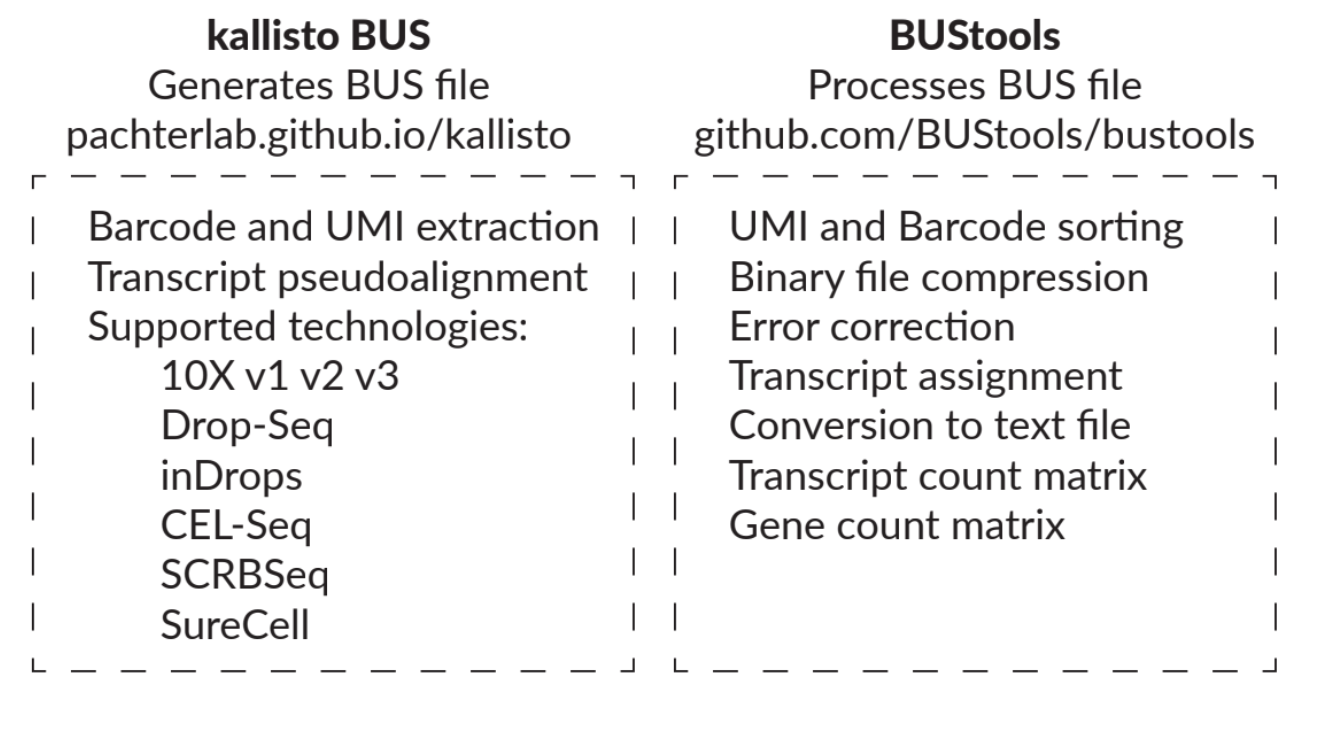 kallisto BUS
Generates BUS file
pachterlab.github.io/kallisto
Barcode and UMI extraction
Transcript pseudoalignment
Supported technologies:
10X v1 v2 v3
Drop-Seq
inDrops
CEL-Seq
SCRBSeq
SureCell
BUStools
Processes BUS file
github.com/BUStools/bustools
UMI and Barcode sorting
Binary file compression
Error correction
Transcript assignment
Conversion to text file
Transcript count matrix
Gene count matrix